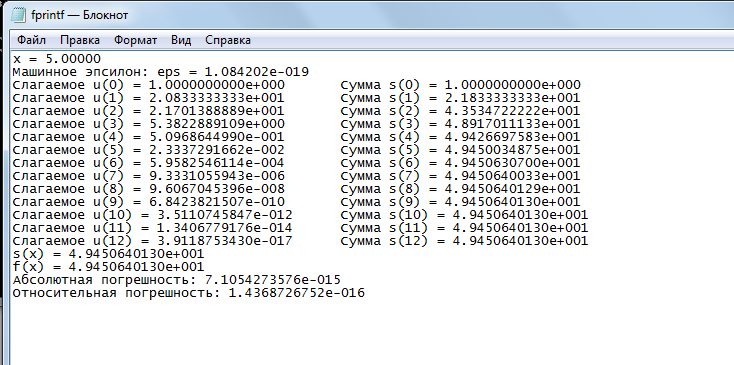 fprintf — Блокнот
Файл Правка Формат Вид Справка
x = 5.00000
Машинное эпсилон: eps = 1.084202e-019
Слагаемое u(0) = 1.0000000000e+000 Сумма s(0) = 1.0000000000e+000
Слагаемое u(1) = 2.0833333333e+001 Сумма s(1) = 2.1833333333e+001
Слагаемое u(2) = 2.1701388889e+001 Сумма s(2) = 4.3534722222e+001
Слагаемое u(3) = 5.3822889109e+000 Сумма s(3) = 4.8917011133e+001
Слагаемое u(4) = 5.0968644990e-001 Сумма s(4) = 4.9426697583e+001
Слагаемое u(5) = 2.3337291662e-002 Сумма s(5) = 4.9450034875e+001
Слагаемое u(6) = 5.9582546114e-004 Сумма s(6) = 4.9450630700e+001
Слагаемое u(7) = 9.3331055943e-006 Сумма s(7) = 4.9450640033e+001
Слагаемое u(8) = 9.6067045396e-008 Сумма s(8) = 4.9450640129e+001
Слагаемое u(9) = 6.8423821507e-010 Сумма s(9) = 4.9450640130e+001
Слагаемое u(10) = 3.5110745847e-012 Сумма s(10) = 4.9450640130e+001
Слагаемое u(11) = 1.3406779176e-014 Сумма s(11) = 4.9450640130e+001
Слагаемое u(12) = 3.9118753430e-017 Сумма s(12) = 4.9450640130e+001
s(x) = 4.9450640130e+001
f(x) = 4.9450640130e+001
Абсолютная погрешность: 7.1054273576e-015
Относительная погрешность: 1.4368726752e-016